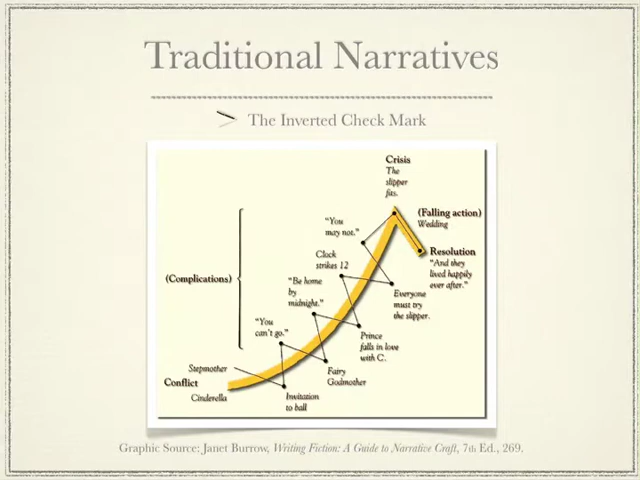 Traditional Narratives
The Inverted Check Mark
Crisis
The
slipper
fits.
"You
may not."
(Falling action)
Wedding
Clock
strikes 12
Resolution
"And they
lived happily
ever after."
(Complications)
"Be home
by
midnight."
Everyone
must try
the slipper.
"You
can't go."
Prince
falls in love
with C.
Stepmother
Fairy
Godmother
Conflict
Cinderella
Invitation
to ball
Graphic Source: Janet Burrow, Writing Fiction: A Guide to Narrative Craft, 7th Ed., 269.